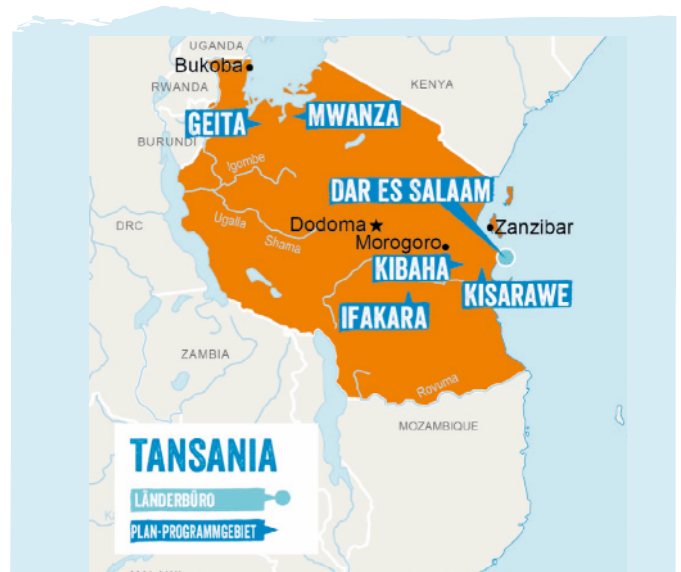 UGANDA
Bukoba
RWANDA
KENYA
GEITA
MWANZA
BURUNDI
Igombe
DAR ES SALAAM
DRC
Ugalla
Shama
Dodoma
Zanzibar
Morogoro
KIBAHA
KISARAWE
IFAKARA
ZAMBIA
Rovuma
MOZAMBIQUE
TANSANIA
LÄNDERBÜRO
PLAN-PROGRAMMGEBIET